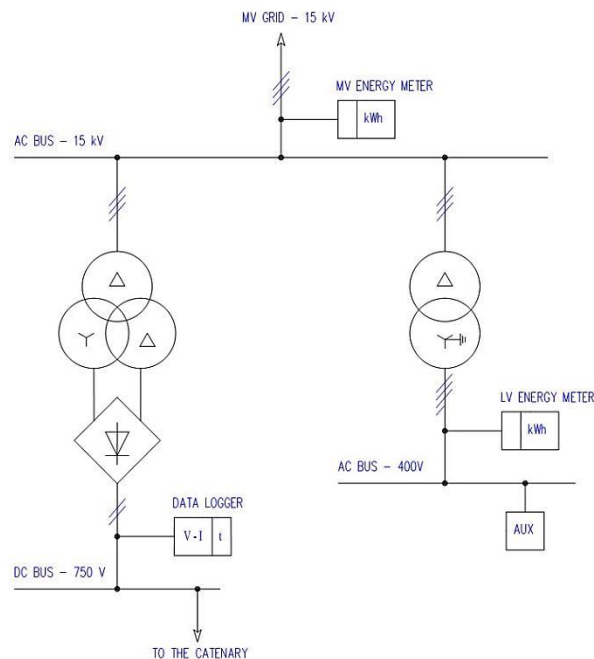 MV GRID – 15 kV
MV ENERGY METER
kWh
AC BUS – 15 kV
LV ENERGY METER
kWh
AC BUS – 400V
AUX
DATA LOGGER
V-I t
DC BUS – 750 V
TO THE CATENARY